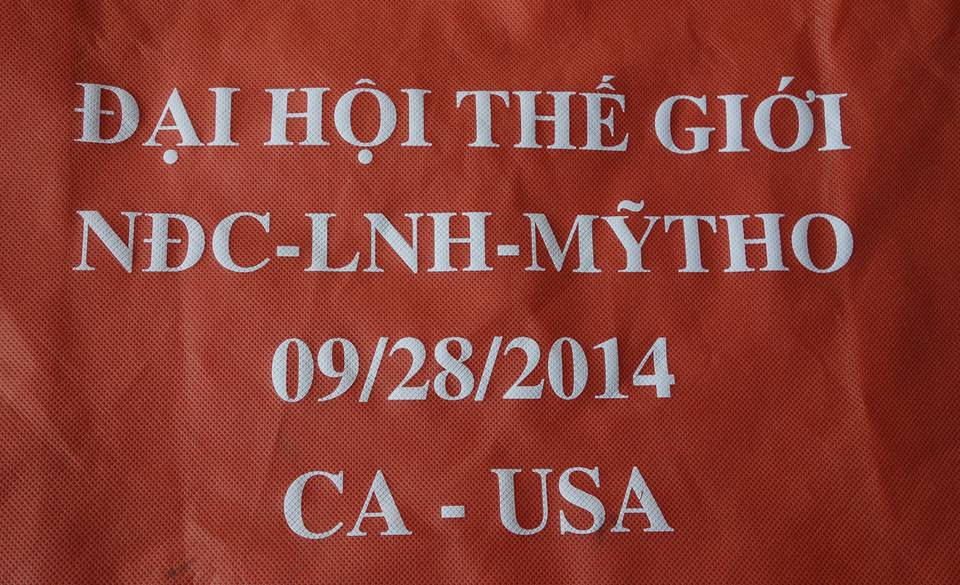 ĐẠI HỘI THẾ GIỚI
NĐC-LNH-MỸTHO
09/28/2014
CA - USA